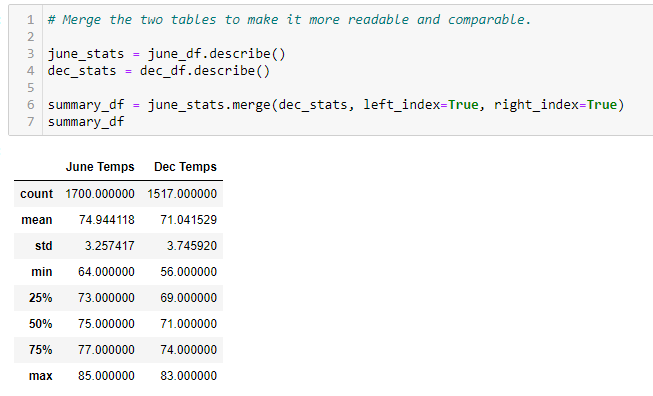 1 # Merge the two tables to make it more readable and comparable.
2
3 june_stats = june_df.describe()
4 dec_stats = dec_df.describe()
5
6 summary_df = june_stats.merge(dec_stats, left_index=True, right_index=True)
7 summary_df
June Temps Dec Temps
count 1700.000000 1517.000000
mean 74.944118 71.041529
std 3.257417 3.745920
min 64.000000 56.000000
25% 73.000000 69.000000
50% 75.000000 71.000000
75% 77.000000 74.000000
max 85.000000 83.000000